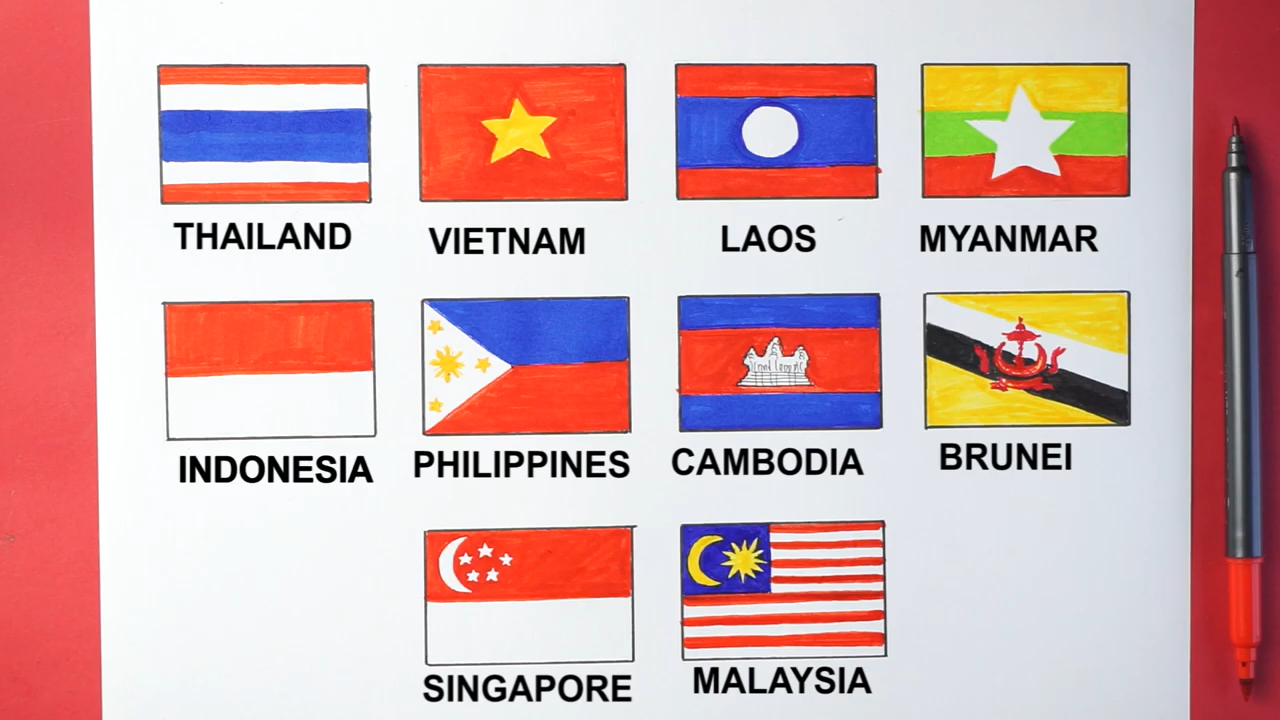 THAILAND
VIETNAM
LAOS
MYANMAR
INDONESIA
PHILIPPINES
CAMBODIA
BRUNEI
SINGAPORE
MALAYSIA